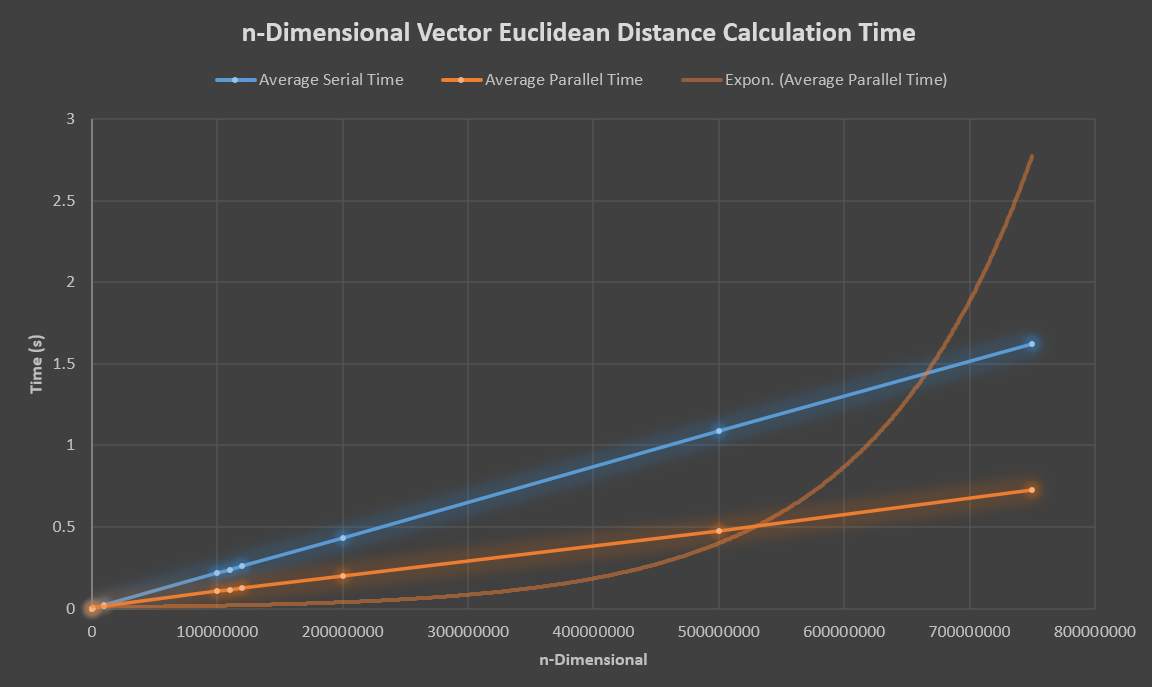 n-Dimensional Vector Euclidean Distance Calculation Time
Average Serial Time Average Parallel Time Expon. (Average Parallel Time)
3
2.5
2
1.5
1
0.5
0
Time (s)
0 100000000 200000000 300000000 400000000 500000000 600000000 700000000 800000000
n-Dimensional